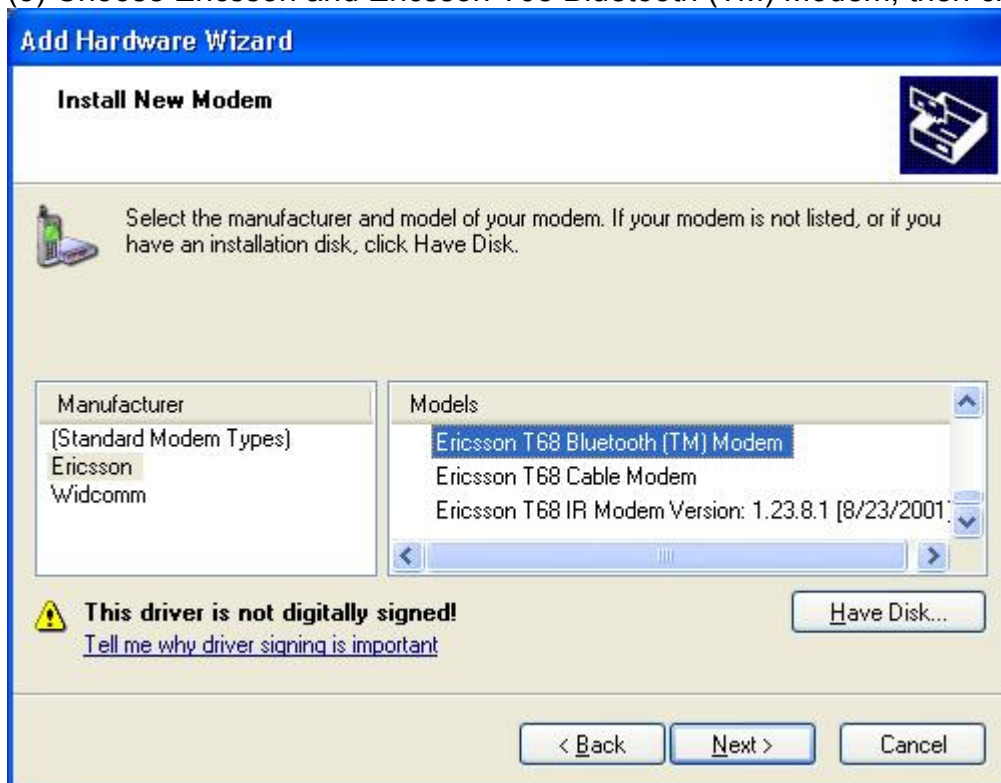 Add Hardware Wizard
Install New Modem
Select the manufacturer and model of your modem. If your modem is not listed, or if you
have an installation disk, click Have Disk.
Manufacturer
(Standard Modem Types)
Ericsson
Widcomm
Models
Ericsson T68 Bluetooth (TM) Modem
Ericsson T68 Cable Modem
Ericsson T68 IR Modem Version: 1.23.8.1 [8/23/2001]
This driver is not digitally signed!
Tell me why driver signing is important
Have Disk...
< Back
Next >
Cancel